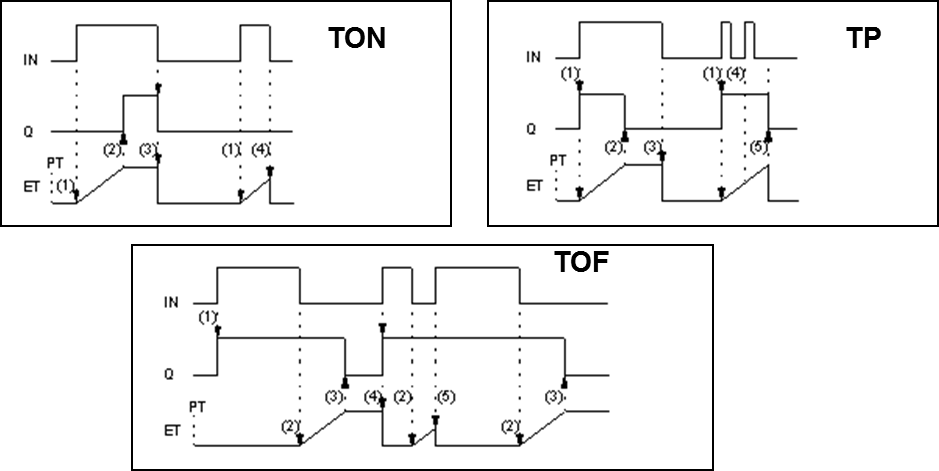 TON
IN
Q
(2) (3) (1) (4)
PT
ET (1)
TP
IN
(1) (1) (4)
Q
(2) (3) (5)
PT
ET
TOF
IN
(1)
Q
(3) (4) (2) (5) (3)
PT
ET (2) (2)